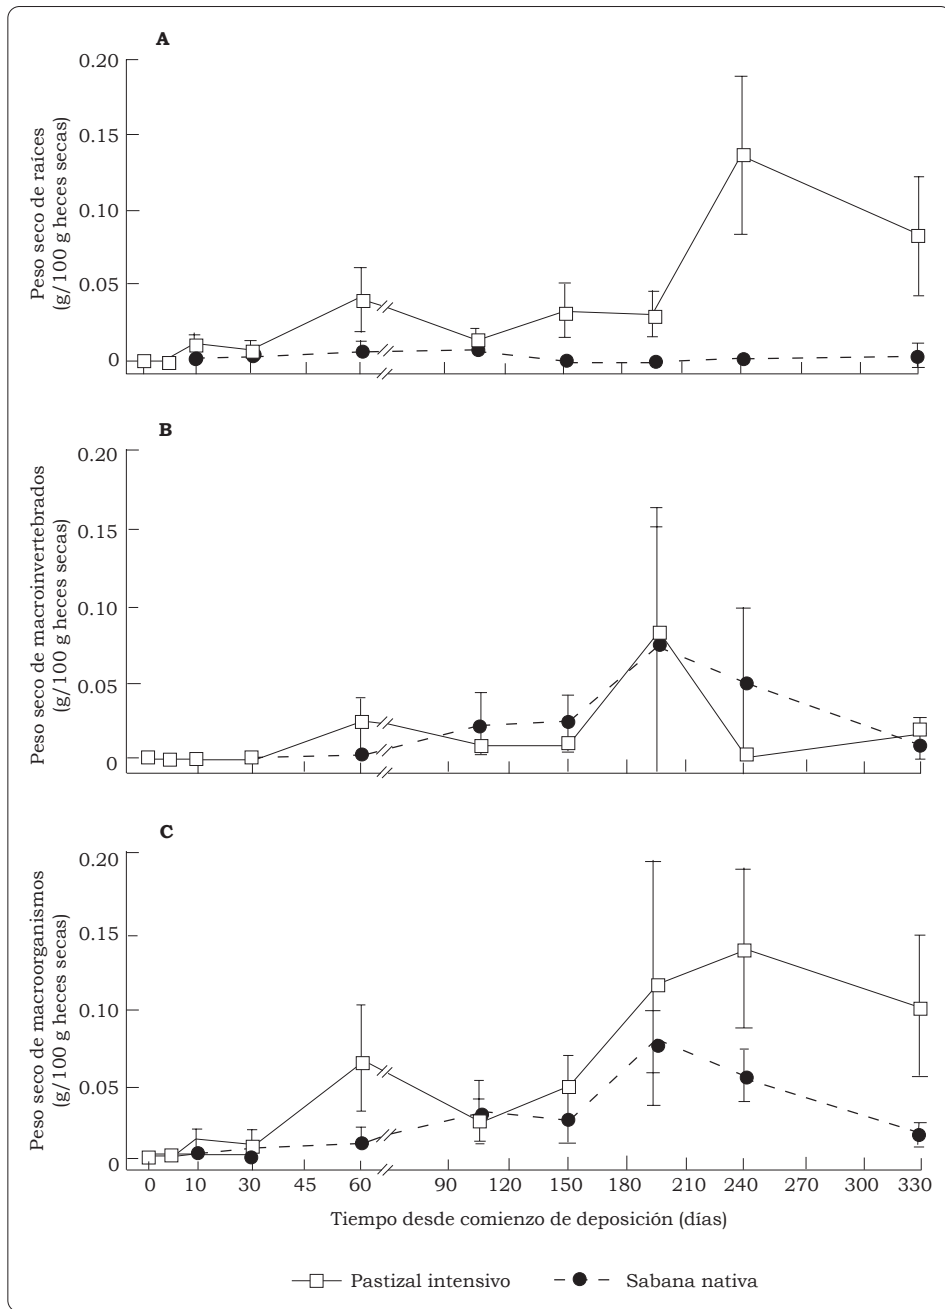 A
0.20
0.15
0.10
0.05
0
Peso seco de raíces
(g/100 g heces secas)
B
0.20
0.15
0.10
0.05
0
Peso seco de macroinvertebrados
(g/100 g heces secas)
C
0.20
0.15
0.10
0.05
0
Peso seco de macroorganismos
(g/100 g heces secas)
0 10 30 45 60 90 120 150 180 210 240 270 300 330
Tiempo desde comienzo de deposición (días)
Pastizal intensivo Sabana nativa